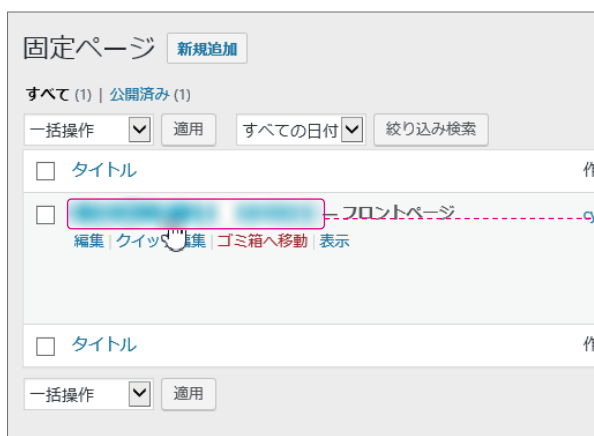 固定ページ 新規追加
すべて (1) | 公開済み (1)
一括操作 適用 すべての日付 絞り込み検索
タイトル
— フロントページ
編集 | クイック編集 | ゴミ箱へ移動 | 表示
タイトル
一括操作 適用